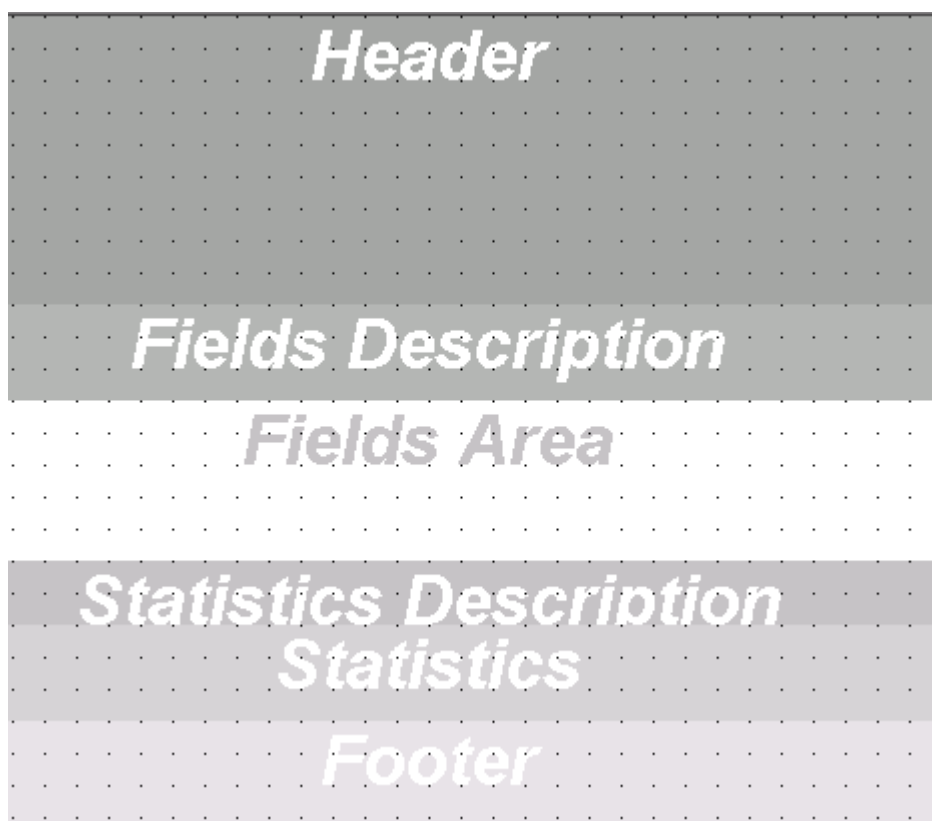 Header
Fields Description
Fields Area
Statistics Description
Statistics
Footer